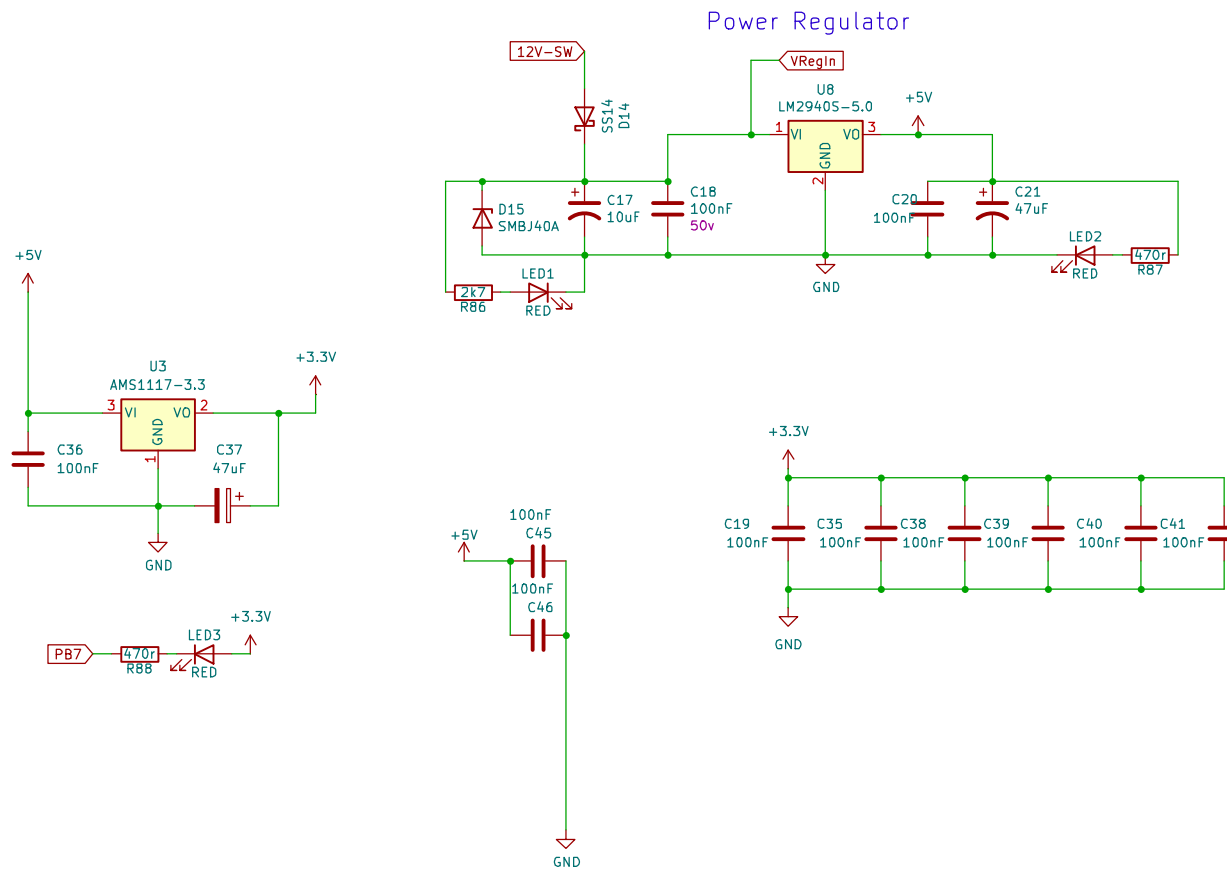 Power Regulator
12V-SW
VRegIn
SS14
D14
U8
LM2940S-5.0
+5V
1
VI
VO
3
GND
2
D15
SMBJ40A
+
C17
10uF
C18
100nF
50v
C20
100nF
+
C21
47uF
LED2
RED
470r
R87
GND
LED1
RED
2k7
R86
+5V
U3
AMS1117-3.3
+3.3V
3
VI
VO
2
GND
1
C36
100nF
C37
47uF
+
GND
+3.3V
C19
100nF
C35
100nF
C38
100nF
C39
100nF
C40
100nF
C41
100nF
GND
100nF
C45
+5V
100nF
C46
GND
PB7
470r
R88
LED3
RED
+3.3V